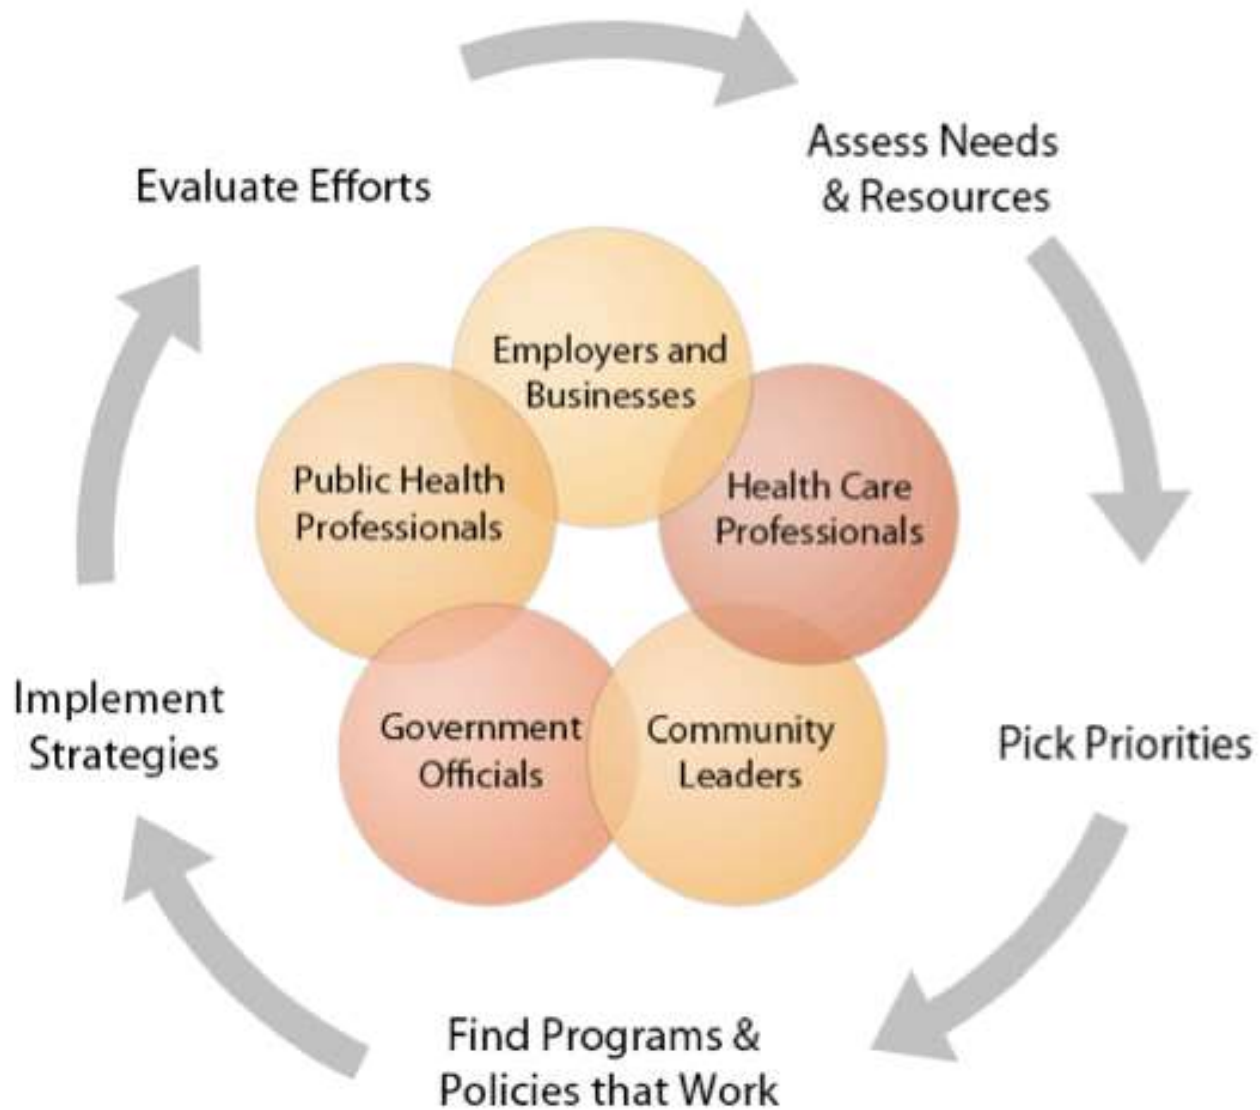 Assess Needs
& Resources
Pick Priorities
Find Programs &
Policies that Work
Implement
Strategies
Evaluate Efforts
Employers and
Businesses
Health Care
Professionals
Community
Leaders
Government
Officials
Public Health
Professionals